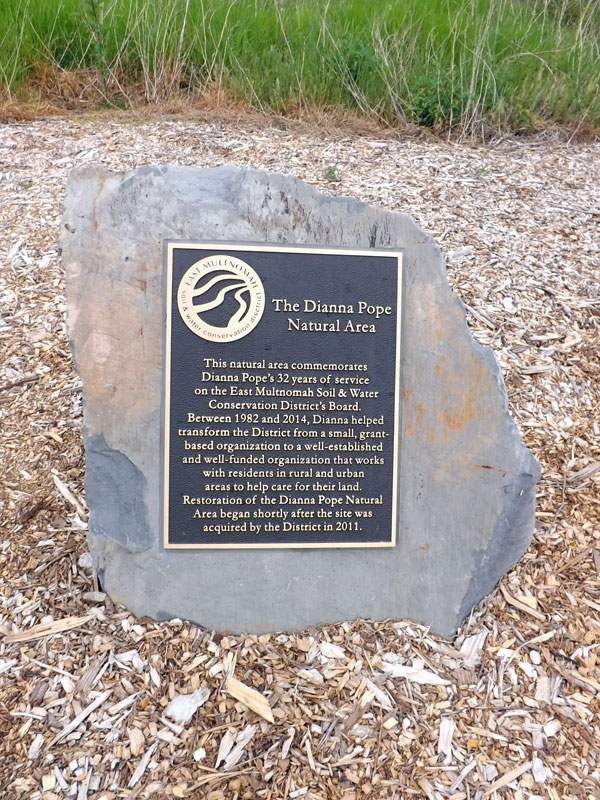 EAST MULTNOMAH
soil & water conservation district
The Dianna Pope
Natural Area
This natural area commemorates
Dianna Pope's 32 years of service
on the East Multnomah Soil & Water
Conservation District's Board.
Between 1982 and 2014, Dianna helped
transform the District from a small, grant-
based organization to a well-established
and well-funded organization that works
with residents in rural and urban
areas to help care for their land.
Restoration of the Dianna Pope Natural
Area began shortly after the site was
acquired by the District in 2011.